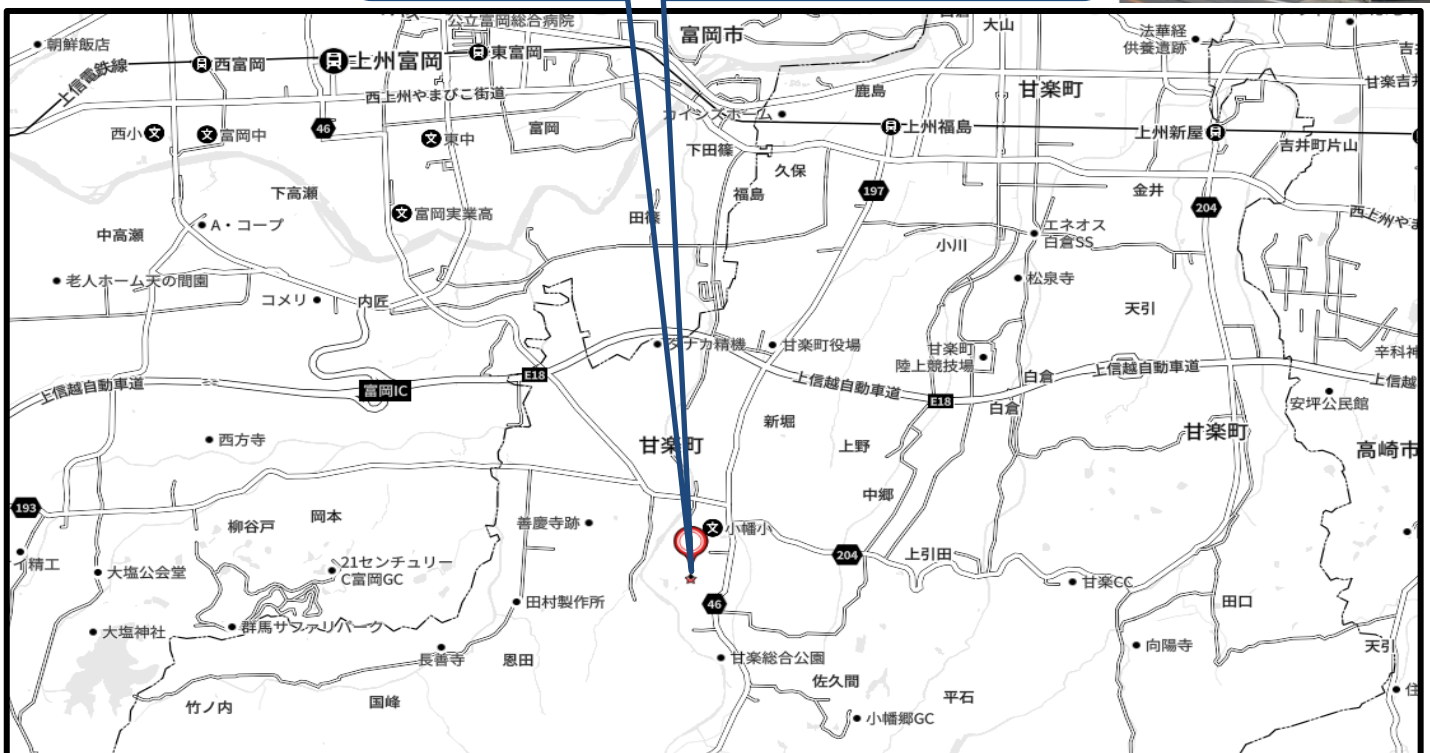 公立富岡総合病院
大山
法華経
供養遺跡
朝鮮飯店
富岡市
東富岡
上州富岡
西富岡
上信電鉄線
西上州やまびこ街道
鹿島
甘楽町
甘楽吉井
カインズホーム
46
富岡
西小
富岡中
東中
上州福島
上州新屋
吉井町片山
下田篠
久保
福島
197
金井
204
下高瀬
富岡実業高
田篠
A・コープ
中高瀬
小川
エネオス
白倉SS
西上州やま
老人ホーム天の間園
コメリ
内匠
松泉寺
天引
タナカ精機
甘楽町役場
甘楽町
陸上競技場
辛科神
E18
上信越自動車道
富岡IC
上信越自動車道
白倉
上信越自動車道
上信越
E18
白倉
安坪公民館
新堀
西方寺
甘楽町
上野
甘楽町
高崎市
193
中郷
柳谷戸
岡本
善慶寺跡
小幡小
204
上引田
イ精工
大塩公会堂
21センチュリー
C富岡GC
甘楽CC
田村製作所
46
田口
大塩神社
群馬サファリパーク
長善寺
恩田
甘楽総合公園
向陽寺
天引
佐久間
竹ノ内
国峰
平石
住
小幡郷GC